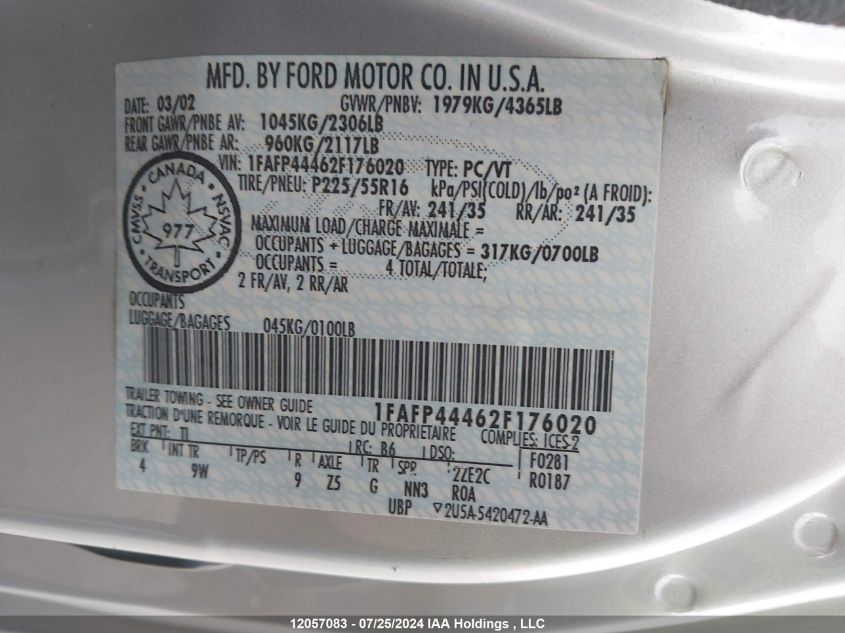 MFD. BY FORD MOTOR CO. IN U.S.A.
DATE: 03/02 GVWR/PNBV: 1979KG/4365LB
FRONT GAWR/PNBE AV: 1045KG/2306LB
REAR GAWR/PNBE AR: 960KG/2117LB
VIN: 1FAFP44462F176020 TYPE: PC/VT
TIRE/PNEU: P225/55R16 kPa/PSI(COLD)/lb/po² (A FROID):
FR/AV: 241/35 RR/AR: 241/35
CANADA
CMVSS NSVAC
977
TRANSPORT
MAXIMUM LOAD/CHARGE MAXIMALE =
OCCUPANTS + LUGGAGE/BAGAGES = 317KG/0700LB
OCCUPANTS = 4 TOTAL/TOTALE;
2 FR/AV, 2 RR/AR
OCCUPANTS
LUGGAGE/BAGAGES 045KG/0100LB
TRAILER TOWING - SEE OWNER GUIDE 1FAFP44462F176020
TRACTION D'UNE REMORQUE - VOIR LE GUIDE DU PROPRIETAIRE COMPLIES: ICES-2
EXT PNT: TI RC: B6 DSO: F0281
BRK INT TR TP/PS R AXLE TR SPR 2ZE2C R0187
4 9W 9 Z5 G NN3 R0A
UBP ▽2U5A-5420472-AA
12057083 - 07/25/2024 IAA Holdings , LLC